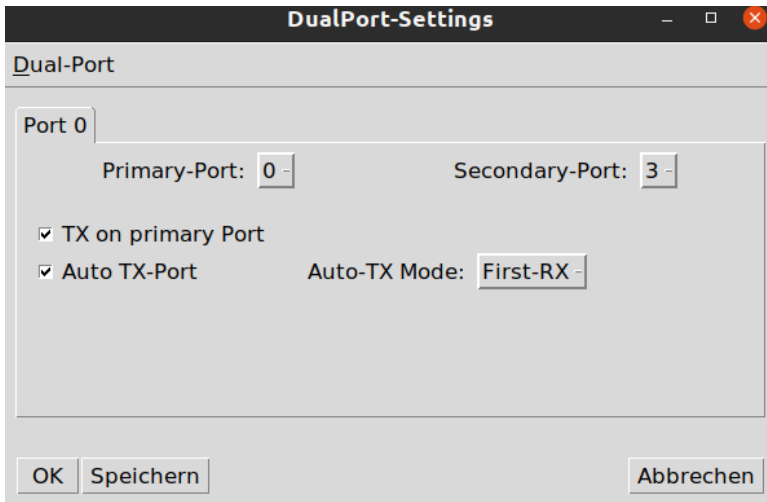 DualPort-Settings
Dual-Port
Port 0
Primary-Port: 0 Secondary-Port: 3
TX on primary Port
Auto TX-Port Auto-TX Mode: First-RX
OK Speichern Abbrechen